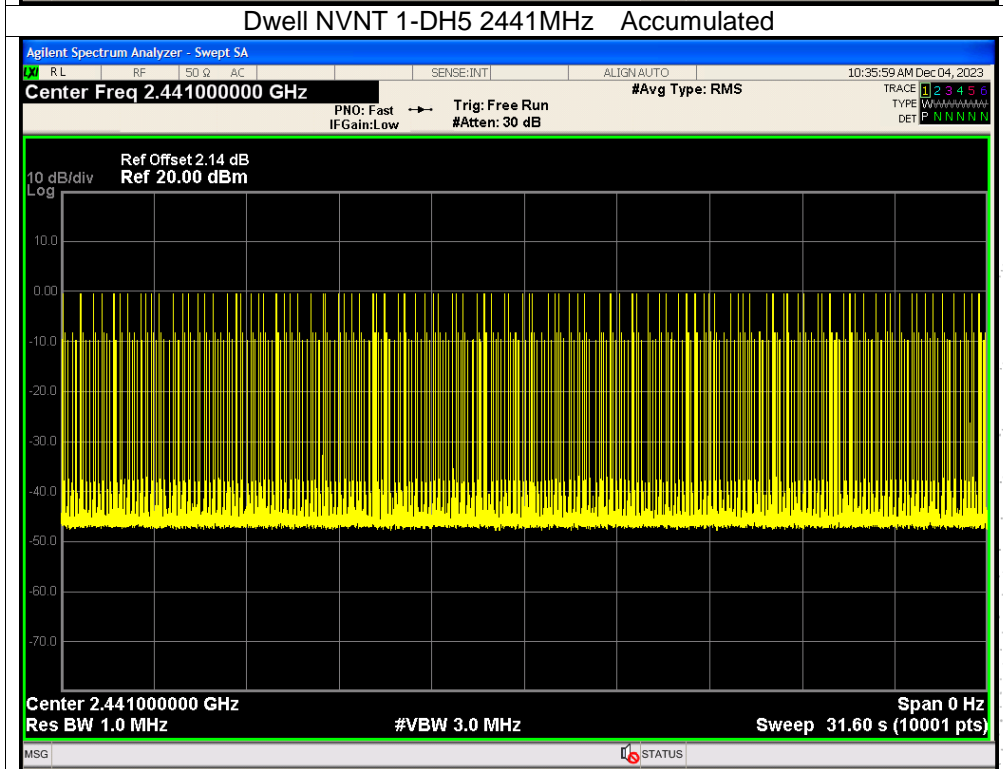 Dwell NVNT 1-DH5 2441MHz Accumulated
Agilent Spectrum Analyzer - Swept SA
LXI RL RF 50 Ω AC SENSE:INT ALIGN AUTO 10:35:59 AM Dec 04, 2023
Center Freq 2.441000000 GHz #Avg Type: RMS TRACE 1 2 3 4 5 6
PNO: Fast Trig: Free Run TYPE WWWWWW
IFGain:Low #Atten: 30 dB DET P N N N N N
Ref Offset 2.14 dB
10 dB/div Ref 20.00 dBm
Log
10.0
0.00
-10.0
-20.0
-30.0
-40.0
-50.0
-60.0
-70.0
Center 2.441000000 GHz Span 0 Hz
Res BW 1.0 MHz #VBW 3.0 MHz Sweep 31.60 s (10001 pts)
MSG STATUS